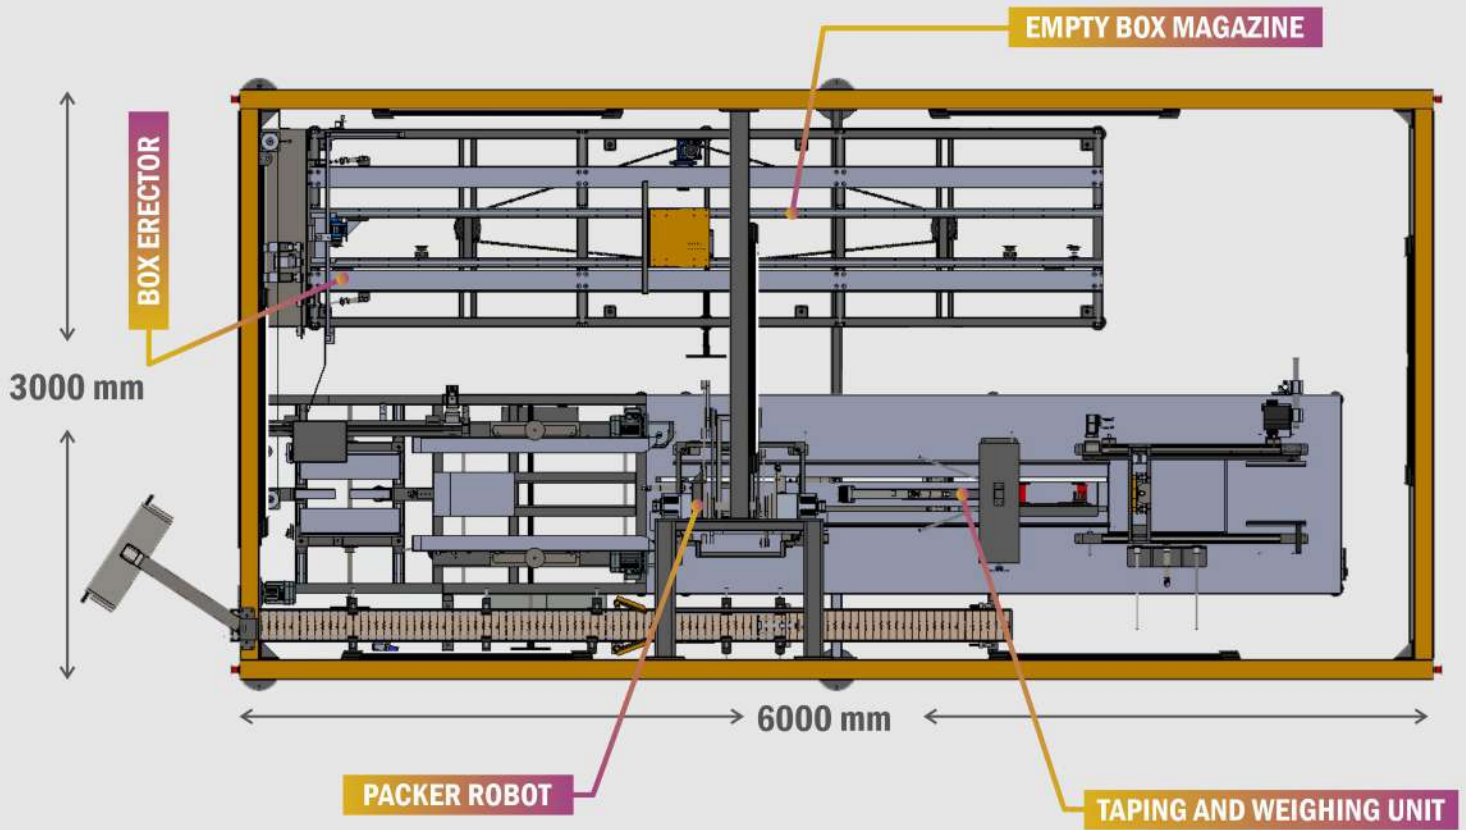 EMPTY BOX MAGAZINE
BOX ERECTOR
3000 mm
6000 mm
PACKER ROBOT
TAPING AND WEIGHING UNIT